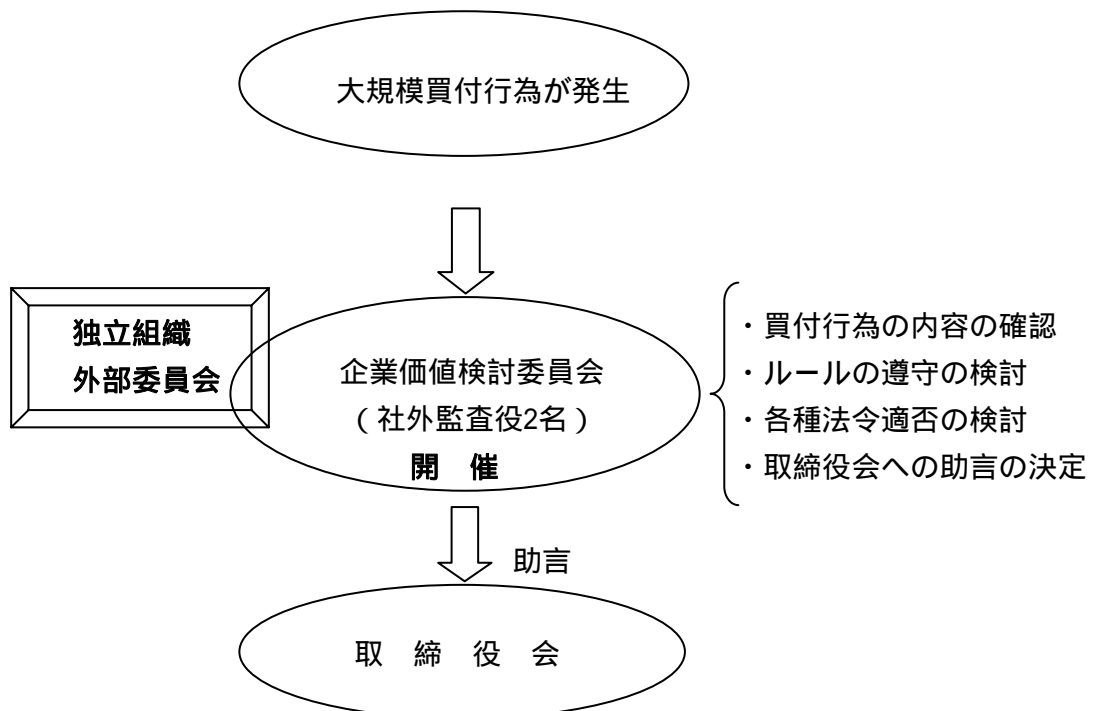 大規模買付行為が発生
独立組織
外部委員会
企業価値検討委員会
（社外監査役2名）
開　催
・買付行為の内容の確認
・ルールの遵守の検討
・各種法令適否の検討
・取締役会への助言の決定
助言
取　締　役　会